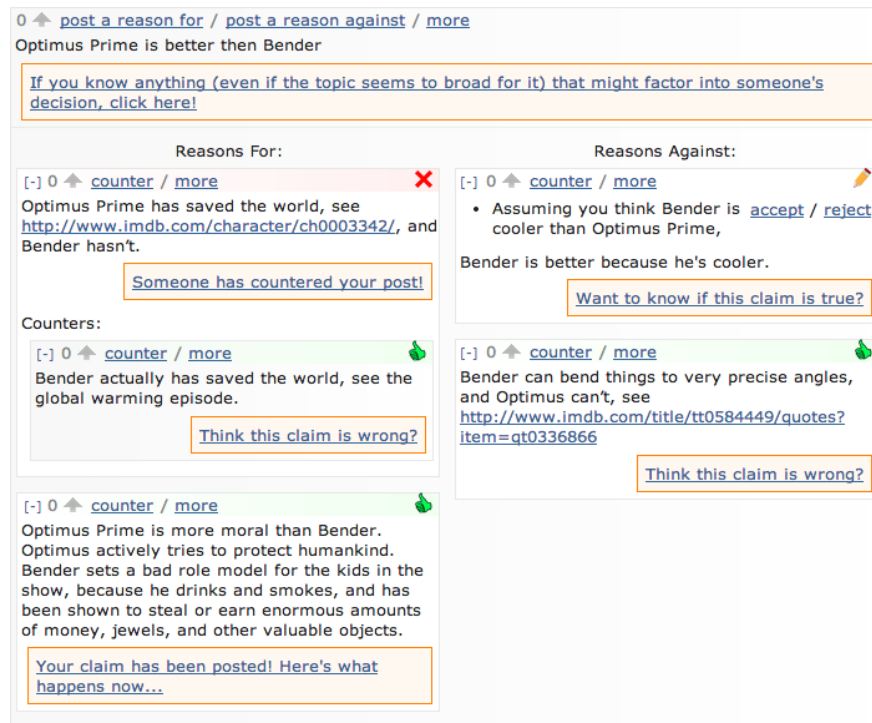 0 post a reason for / post a reason against / more
Optimus Prime is better then Bender
If you know anything (even if the topic seems to broad for it) that might factor into someone's
decision, click here!
Reasons For:
[-] 0 counter / more
Optimus Prime has saved the world, see
http://www.imdb.com/character/ch0003342/, and
Bender hasn't.
Someone has countered your post!
Counters:
[-] 0 counter / more
Bender actually has saved the world, see the
global warming episode.
Think this claim is wrong?
[-] 0 counter / more
Optimus Prime is more moral than Bender.
Optimus actively tries to protect humankind.
Bender sets a bad role model for the kids in the
show, because he drinks and smokes, and has
been shown to steal or earn enormous amounts
of money, jewels, and other valuable objects.
Your claim has been posted! Here's what
happens now...
Reasons Against:
[-] 0 counter / more
• Assuming you think Bender is accept / reject
cooler than Optimus Prime,
Bender is better because he's cooler.
Want to know if this claim is true?
[-] 0 counter / more
Bender can bend things to very precise angles,
and Optimus can't, see
http://www.imdb.com/title/tt0584449/quotes?
item=qt0336866
Think this claim is wrong?